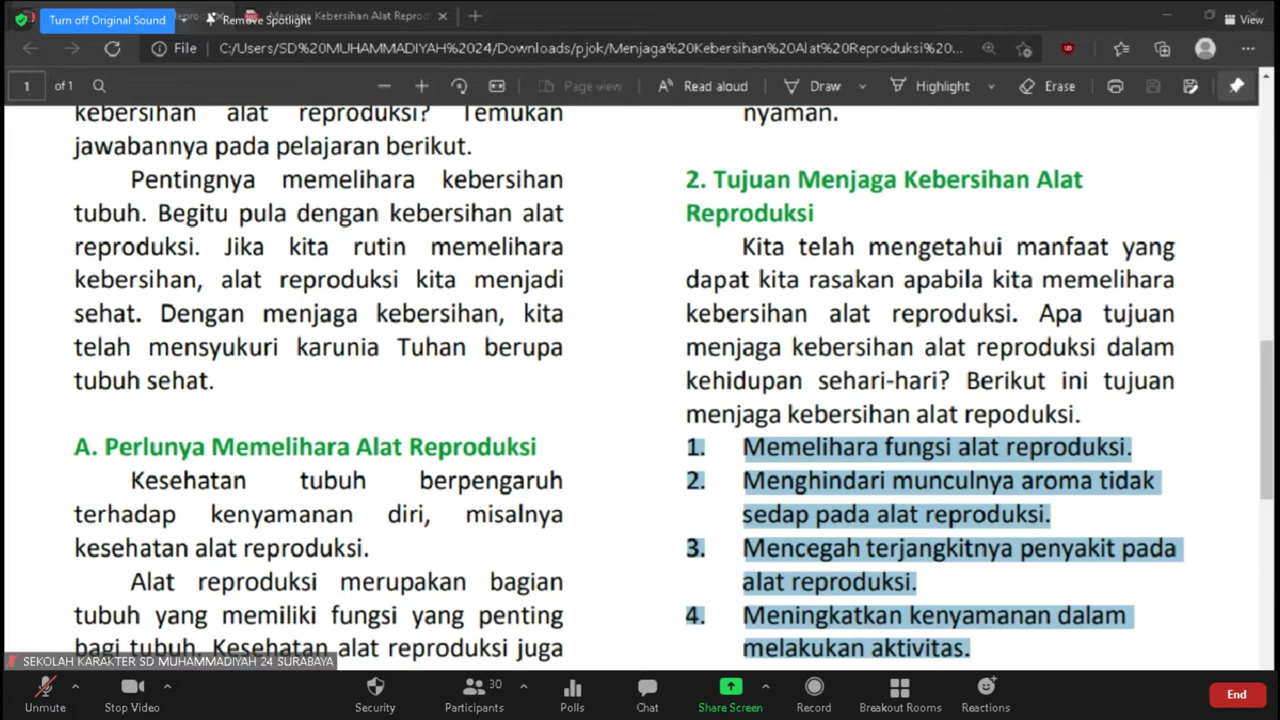 Turn off Original Sound
Remove Spotlight
Menjaga Kebersihan Alat Reprod
View
File
C:/Users/SD%20MUHAMMADIYAH%2024/Downloads/pjok/Menjaga%20Kebersihan%20Alat%20Reproduksi%20...
1 of 1
Page view
Read aloud
Draw
Highlight
Erase
kebersihan alat reproduksi? Temukan
jawabannya pada pelajaran berikut.
Pentingnya memelihara kebersihan
tubuh. Begitu pula dengan kebersihan alat
reproduksi. Jika kita rutin memelihara
kebersihan, alat reproduksi kita menjadi
sehat. Dengan menjaga kebersihan, kita
telah mensyukuri karunia Tuhan berupa
tubuh sehat.
A. Perlunya Memelihara Alat Reproduksi
Kesehatan tubuh berpengaruh
terhadap kenyamanan diri, misalnya
kesehatan alat reproduksi.
Alat reproduksi merupakan bagian
tubuh yang memiliki fungsi yang penting
bagi tubuh. Kesehatan alat reproduksi juga
nyaman.
2. Tujuan Menjaga Kebersihan Alat
Reproduksi
Kita telah mengetahui manfaat yang
dapat kita rasakan apabila kita memelihara
kebersihan alat reproduksi. Apa tujuan
menjaga kebersihan alat reproduksi dalam
kehidupan sehari-hari? Berikut ini tujuan
menjaga kebersihan alat repoduksi.
1. Memelihara fungsi alat reproduksi.
2. Menghindari munculnya aroma tidak
sedap pada alat reproduksi.
3. Mencegah terjangkitnya penyakit pada
alat reproduksi.
4. Meningkatkan kenyamanan dalam
melakukan aktivitas.
SEKOLAH KARAKTER SD MUHAMMADIYAH 24 SURABAYA
Unmute
Stop Video
Security
30
Participants
Polls
Chat
Share Screen
Record
Breakout Rooms
Reactions
End